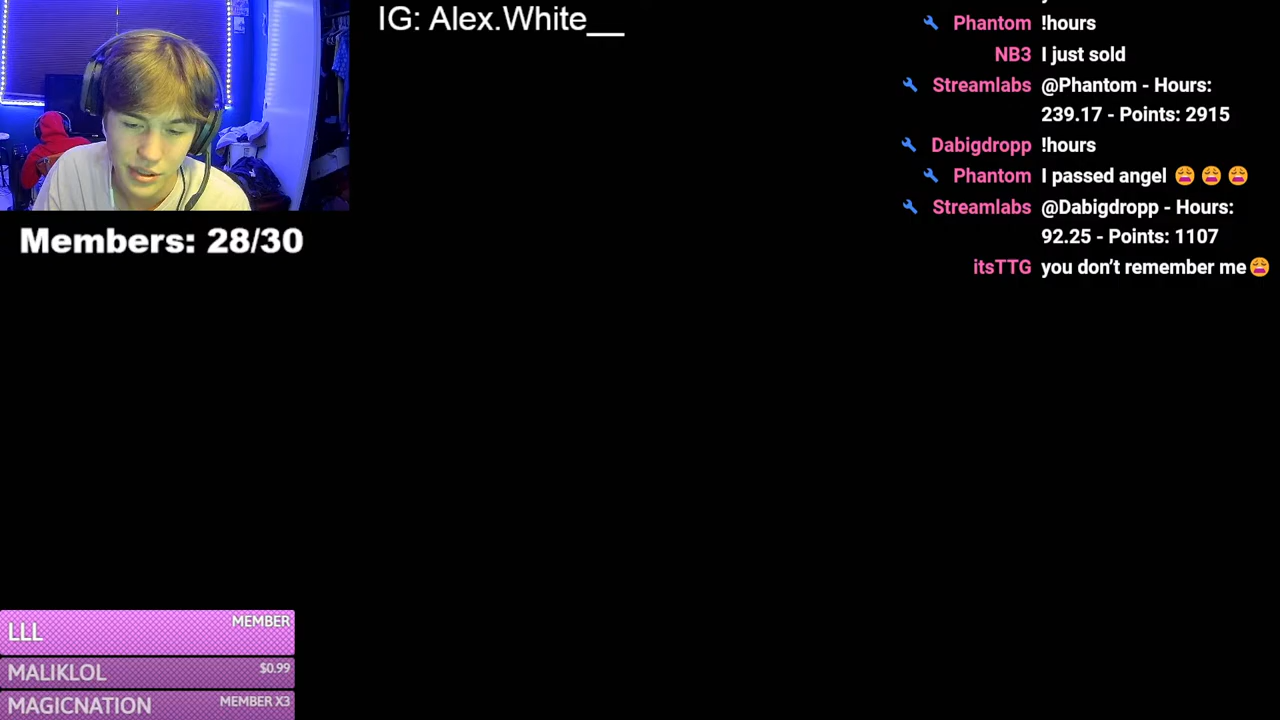 IG: Alex.White__
Members: 28/30
Phantom !hours
NB3 I just sold
Streamlabs @Phantom - Hours:
239.17 - Points: 2915
Dabigdropp !hours
Phantom I passed angel 😩 😩 😩
Streamlabs @Dabigdropp - Hours:
92.25 - Points: 1107
itsTTG you don’t remember me😩
LLL MEMBER
MALIKLOL $0.99
MAGICNATION MEMBER X3